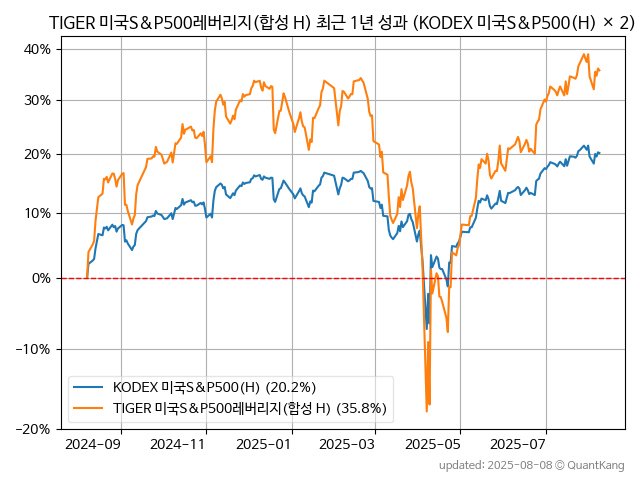 TIGER 미국S&P500레버리지(합성 H) 최근 1년 성과 (KODEX 미국S&P500(H) × 2)
40%
30%
20%
10%
0%
−10%
−20%
KODEX 미국S&P500(H) (20.2%)
TIGER 미국S&P500레버리지(합성 H) (35.8%)
2024-09 2024-11 2025-01 2025-03 2025-05 2025-07
updated: 2025-08-08 © QuantKang